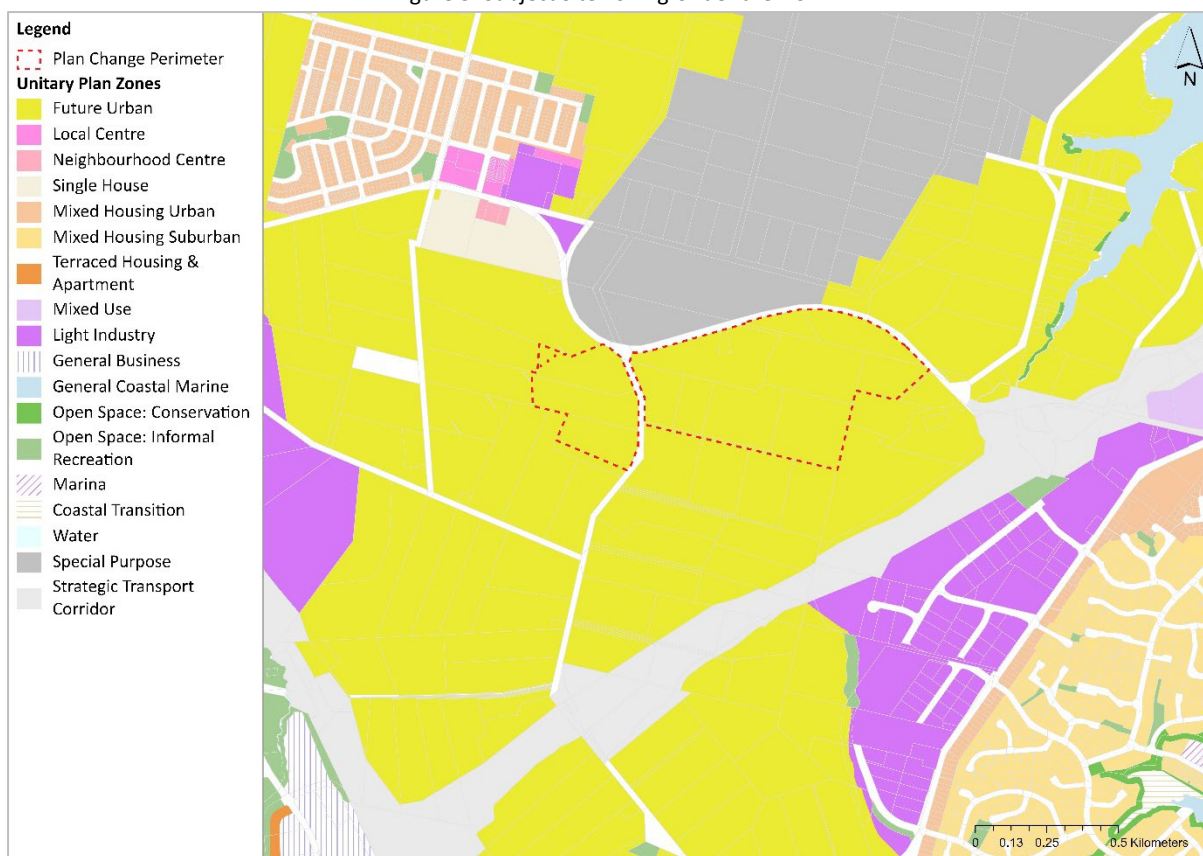 Legend
Plan Change Perimeter
Unitary Plan Zones
Future Urban
Local Centre
Neighbourhood Centre
Single House
Mixed Housing Urban
Mixed Housing Suburban
Terraced Housing &
Apartment
Mixed Use
Light Industry
General Business
General Coastal Marine
Open Space: Conservation
Open Space: Informal
Recreation
Marina
Coastal Transition
Water
Special Purpose
Strategic Transport
Corridor
N
0 0.13 0.25 0.5 Kilometers